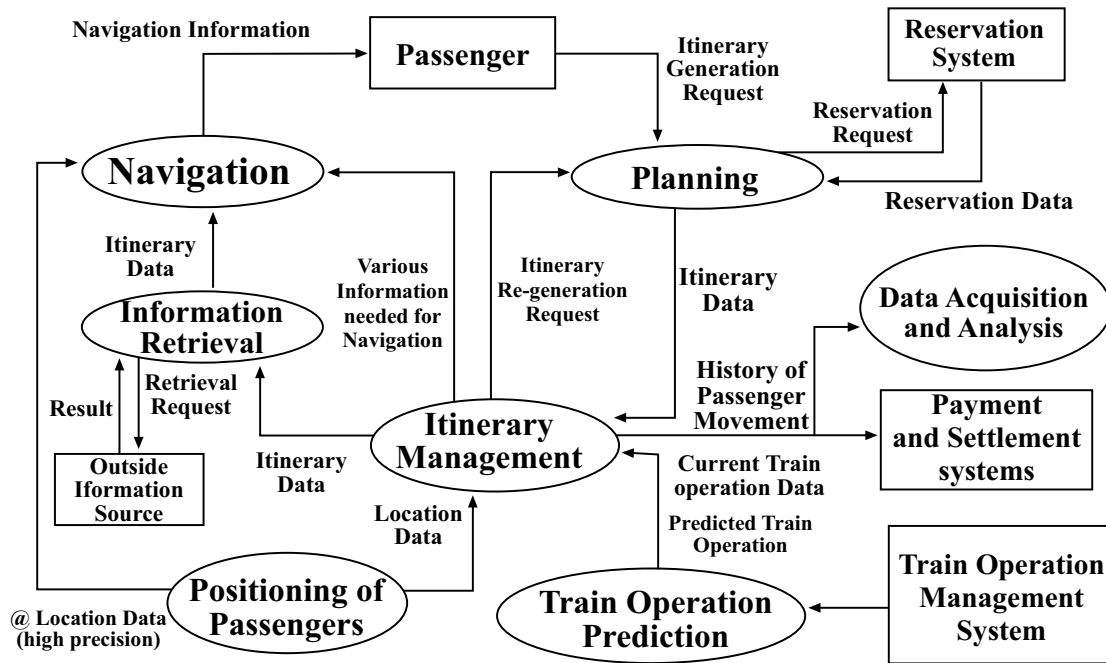 Navigation Information
Passenger
Itinerary
Generation
Request
Reservation
System
Reservation
Request
Navigation
Planning
Reservation Data
Itinerary
Data
Various
Information
needed for
Navigation
Itinerary
Re-generation
Request
Itinerary
Data
Data Acquisition
and Analysis
Information
Retrieval
Result
Retrieval
Request
History of
Passenger
Movement
Payment
and Settlement
systems
Itinerary
Management
Outside
Iformation
Source
Itinerary
Data
Current Train
operation Data
Location
Data
Predicted Train
Operation
Positioning of
Passengers
@ Location Data
(high precision)
Train Operation
Prediction
Train Operation
Management
System